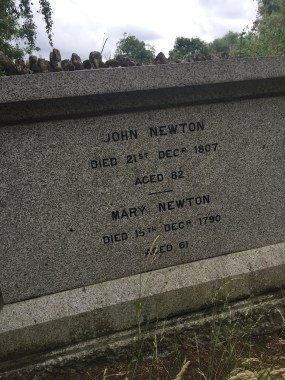 JOHN NEWTON
DIED 21ST DECR 1807
AGED 82
MARY NEWTON
DIED 15TH DECR 1790
AGED 61